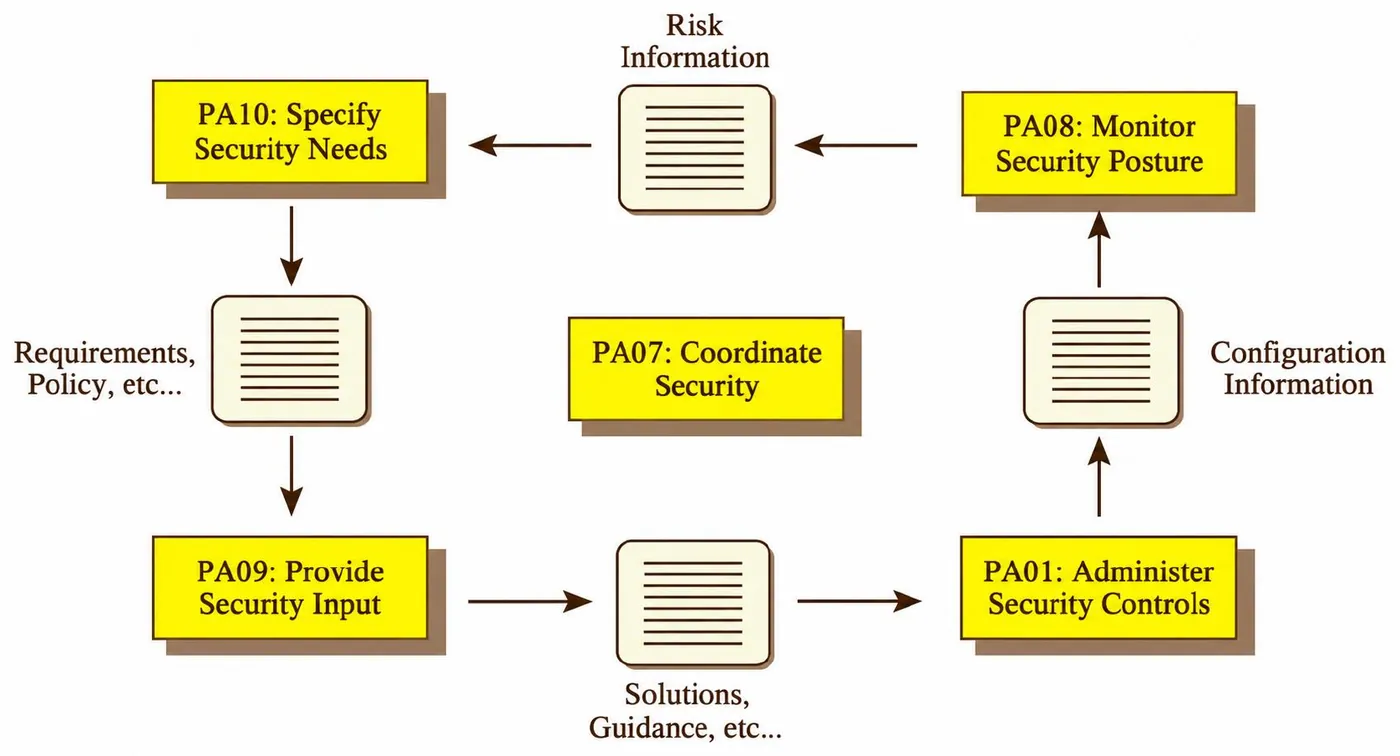 Risk
Information
PA10: Specify
Security Needs
PA08: Monitor
Security Posture
Requirements,
Policy, etc...
PA07: Coordinate
Security
Configuration
Information
PA09: Provide
Security Input
PA01: Administer
Security Controls
Solutions,
Guidance, etc...